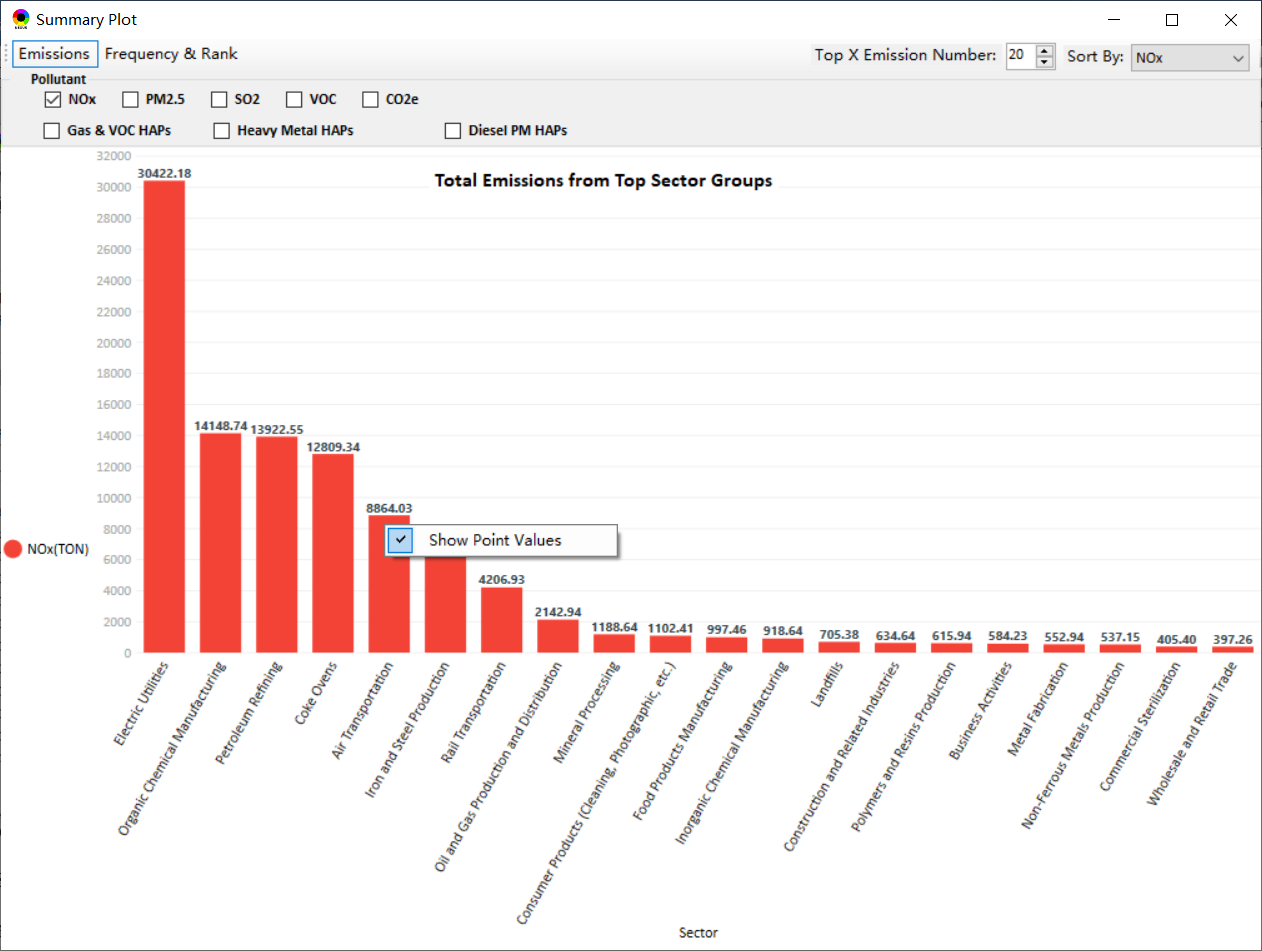 Summary Plot
Emissions Frequency & Rank Top X Emission Number: 20 Sort By: NOx
Pollutant
NOx PM2.5 SO2 VOC CO2e
Gas & VOC HAPs Heavy Metal HAPs Diesel PM HAPs
Total Emissions from Top Sector Groups
32000
30000
28000
26000
24000
22000
20000
18000
16000
14000
12000
10000
8000
6000
4000
2000
0
NOx(TON)
30422.18
14148.74
13922.55
12809.34
8864.03
4206.93
2142.94
1188.64
1102.41
997.46
918.64
705.38
634.64
615.94
584.23
552.94
537.15
405.40
397.26
Show Point Values
Electric Utilities
Organic Chemical Manufacturing
Petroleum Refining
Coke Ovens
Air Transportation
Iron and Steel Production
Rail Transportation
Oil and Gas Production and Distribution
Mineral Processing
Consumer Products (Cleaning, Photographic, etc.)
Food Products Manufacturing
Inorganic Chemical Manufacturing
Landfills
Construction and Related Industries
Polymers and Resins Production
Business Activities
Metal Fabrication
Non-Ferrous Metals Production
Commercial Sterilization
Wholesale and Retail Trade
Sector